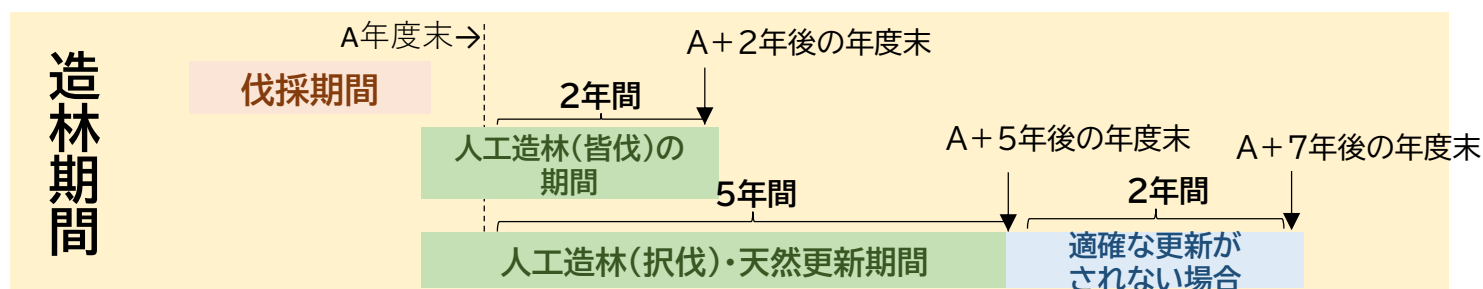 造林期間
A年度末→
A＋2年後の年度末
伐採期間
2年間
人工造林(皆伐)の
期間
A＋5年後の年度末
A＋7年後の年度末
5年間
2年間
人工造林(択伐)・天然更新期間
適確な更新が
されない場合